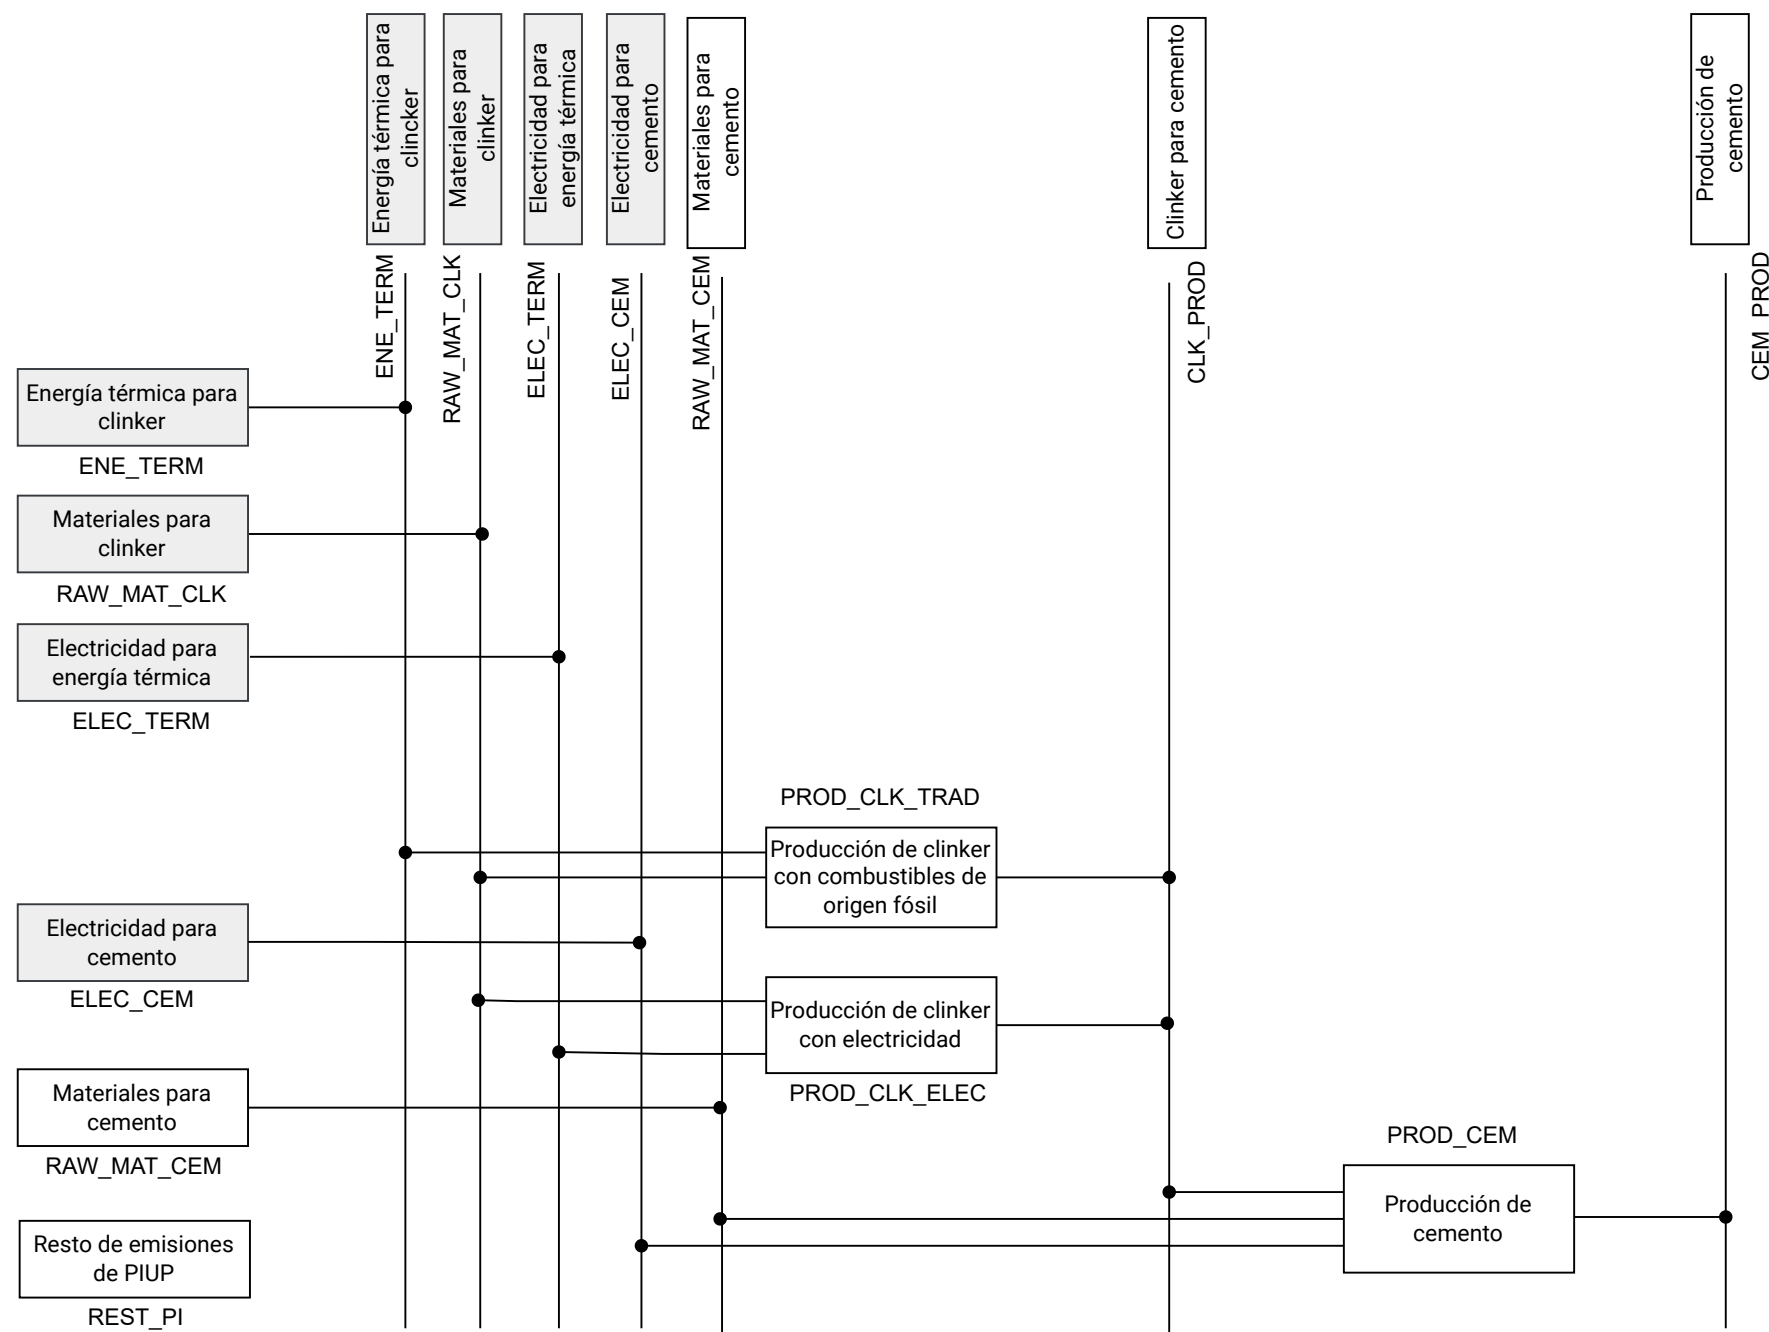 Energía térmica para
clincker
Materiales para
clinker
Electricidad para
energía térmica
Electricidad para
cemento
Materiales para
cemento
Clinker para cemento
Producción de
cemento
ENE_TERM
RAW_MAT_CLK
ELEC_TERM
ELEC_CEM
RAW_MAT_CEM
CLK_PROD
CEM_PROD
Energía térmica para
clinker
ENE_TERM
Materiales para
clinker
RAW_MAT_CLK
Electricidad para
energía térmica
ELEC_TERM
PROD_CLK_TRAD
Producción de clinker
con combustibles de
origen fósil
Electricidad para
cemento
ELEC_CEM
Producción de clinker
con electricidad
PROD_CLK_ELEC
Materiales para
cemento
RAW_MAT_CEM
PROD_CEM
Producción de
cemento
Resto de emisiones
de PIUP
REST_PI